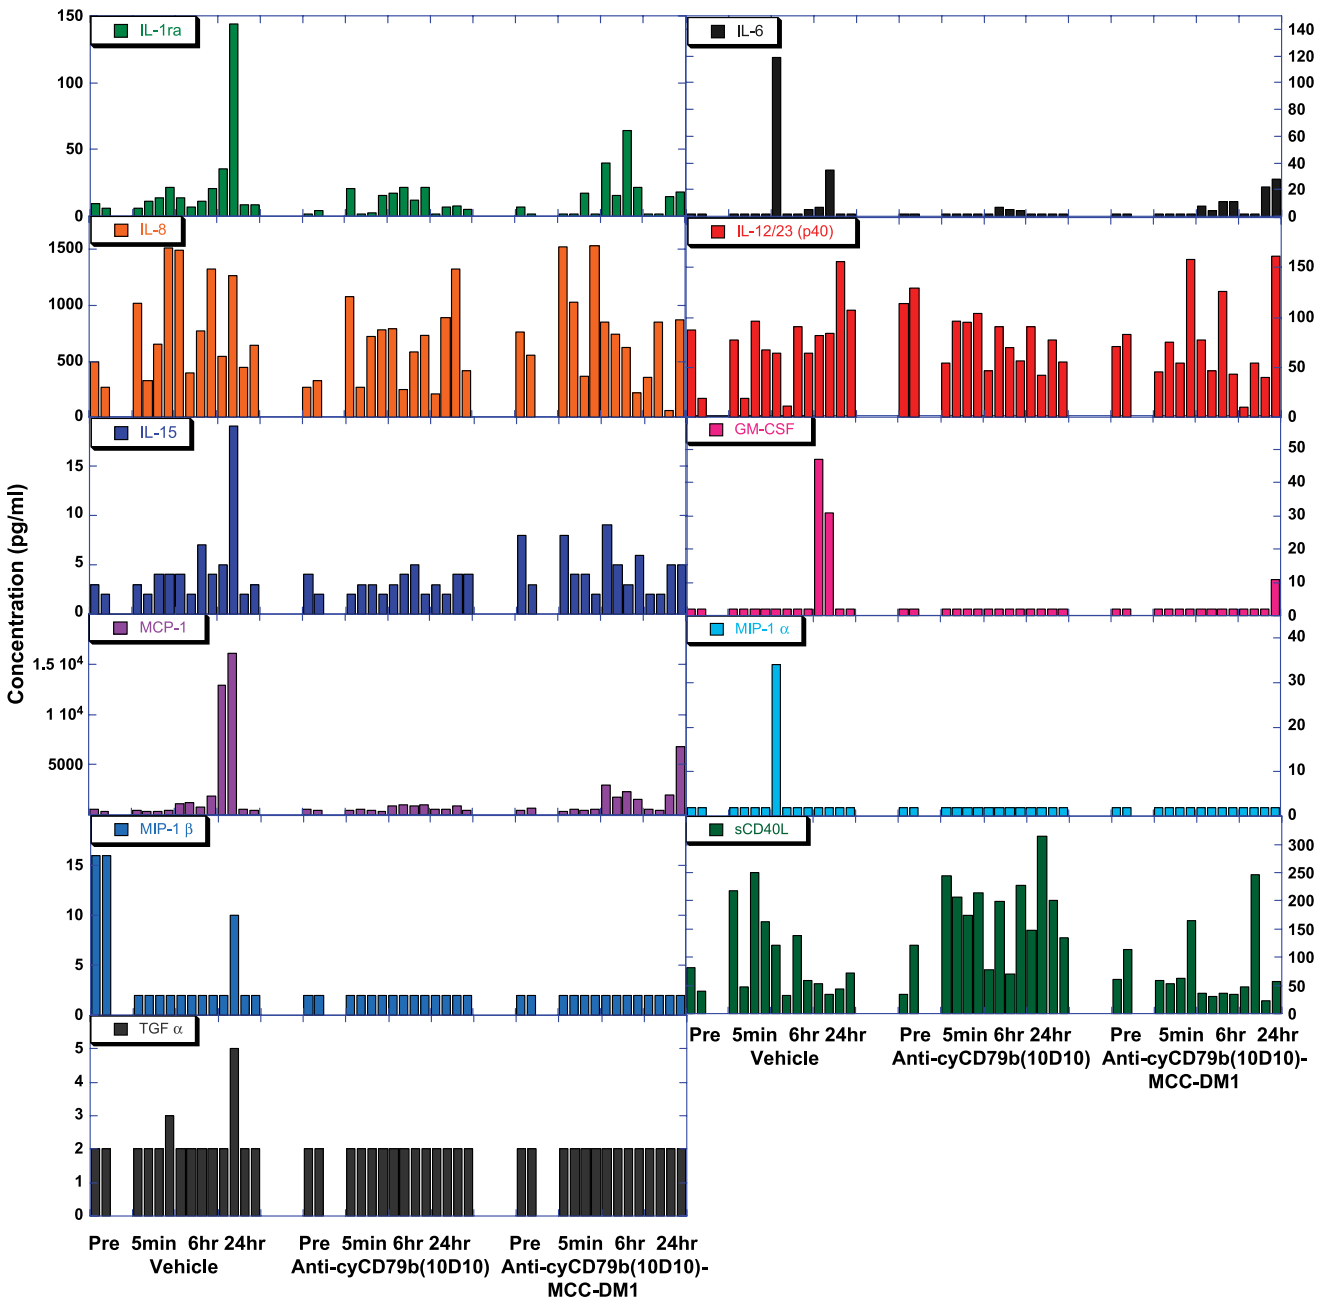 150
IL-1ra
100
50
0
IL-6
140
120
100
80
60
40
20
0
IL-8
1500
1000
500
0
IL-12/23 (p40)
150
100
50
0
IL-15
15
10
5
0
GM-CSF
50
40
30
20
10
0
MCP-1
1.5 10⁴
1 10⁴
5000
MIP-1 α
40
30
20
10
0
MIP-1 β
15
10
5
0
sCD40L
300
250
200
150
100
50
0
TGF α
5
4
3
2
1
0
Concentration (pg/ml)
Pre 5min 6hr 24hr
Vehicle
Pre 5min 6hr 24hr
Anti-cyCD79b(10D10)
Pre 5min 6hr 24hr
Anti-cyCD79b(10D10)-
MCC-DM1
Pre 5min 6hr 24hr
Vehicle
Pre 5min 6hr 24hr
Anti-cyCD79b(10D10)
Pre 5min 6hr 24hr
Anti-cyCD79b(10D10)-
MCC-DM1